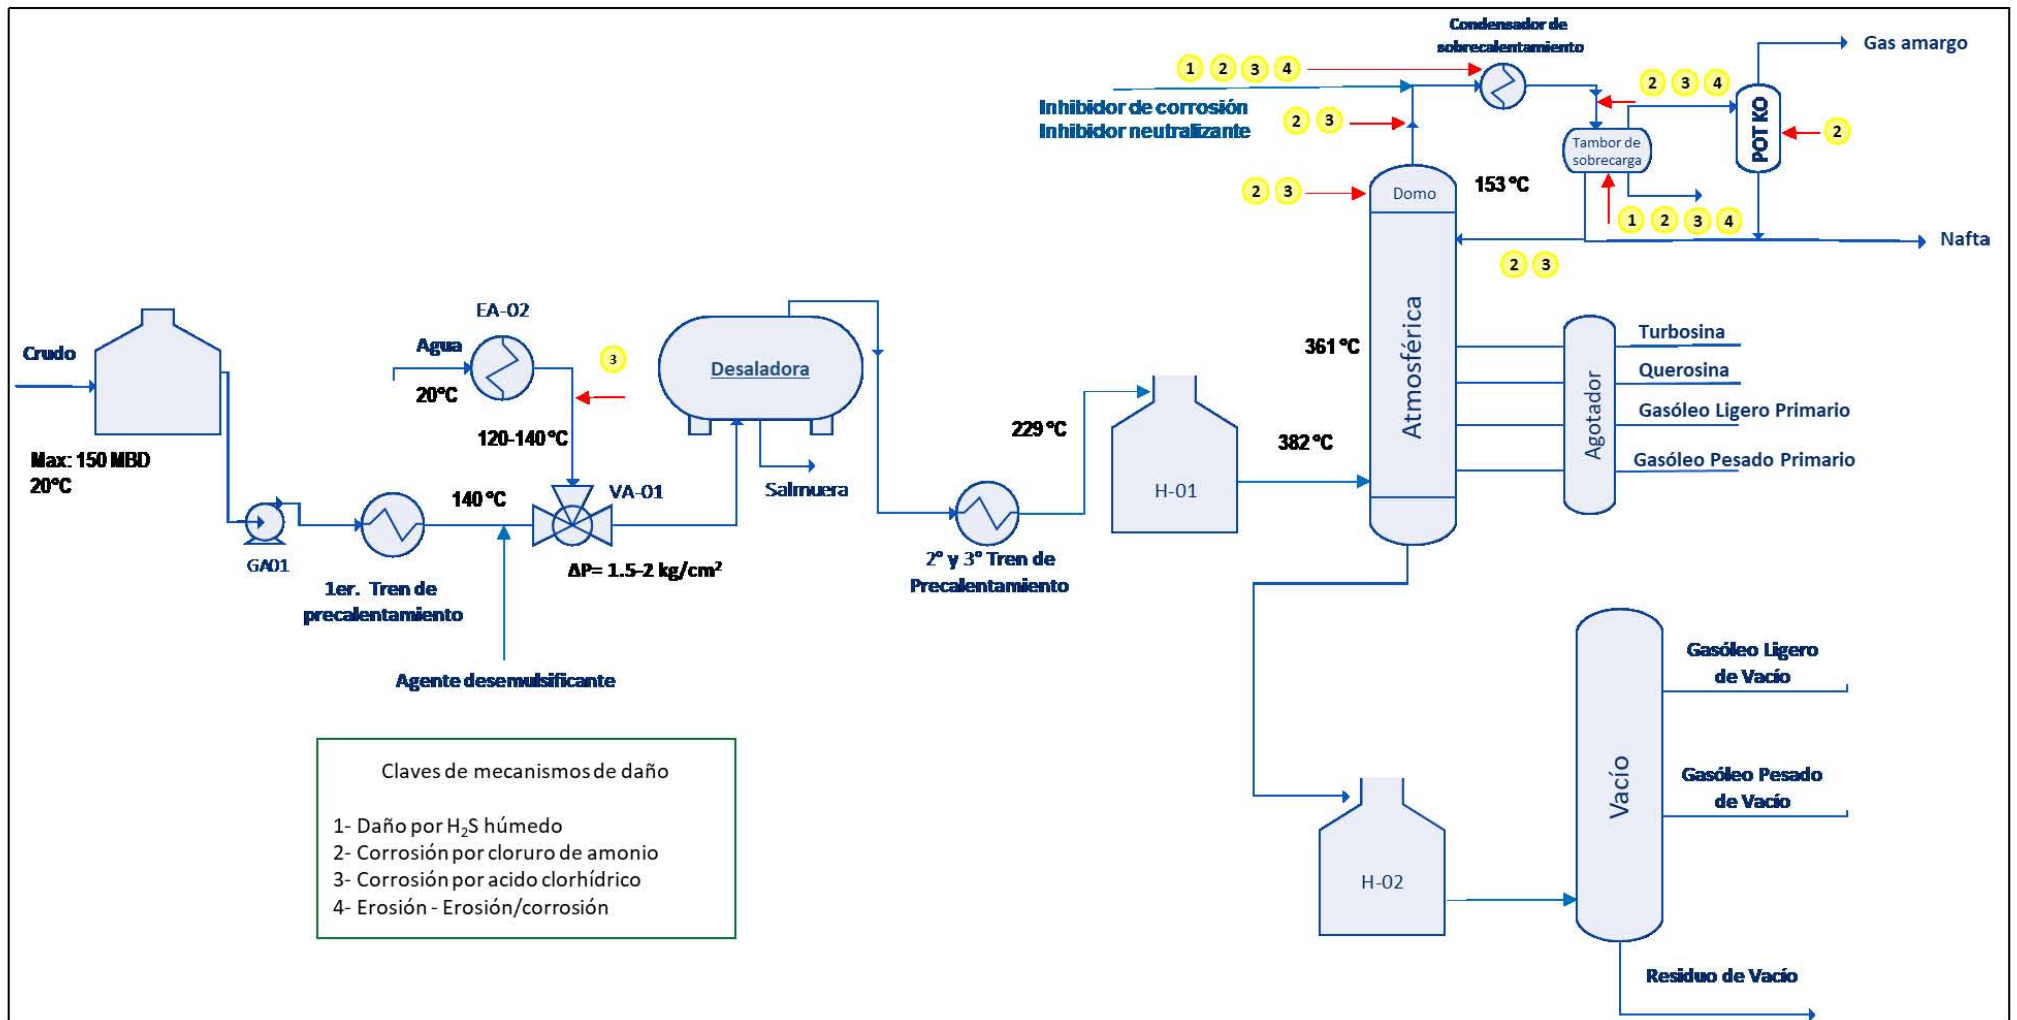 Condensador de
sobrecalentamiento
Gas amargo
1 2 3 4
Inhibidor de corrosión
Inhibidor neutralizante
2 3
2 3 4
Tambor de
sobrecarga
POT KO
2
2 3
Domo
153 °C
1 2 3 4
Nafta
2 3
EA-02
Agua
20°C
3
120-140 °C
Crudo
Max: 150 MBD
20°C
GA01
1er. Tren de
precalentamiento
140 °C
VA-01
ΔP= 1.5-2 kg/cm²
Agente desemulsificante
Desaladora
Salmuera
2° y 3° Tren de
Precalentamiento
229 °C
H-01
382 °C
361 °C
Atmosférica
Agotador
Turbosina
Querosina
Gasóleo Ligero Primario
Gasóleo Pesado Primario
H-02
Vacío
Gasóleo Ligero
de Vacío
Gasóleo Pesado
de Vacío
Residuo de Vacío
Claves de mecanismos de daño
1- Daño por H₂S húmedo
2- Corrosión por cloruro de amonio
3- Corrosión por acido clorhídrico
4- Erosión - Erosión/corrosión